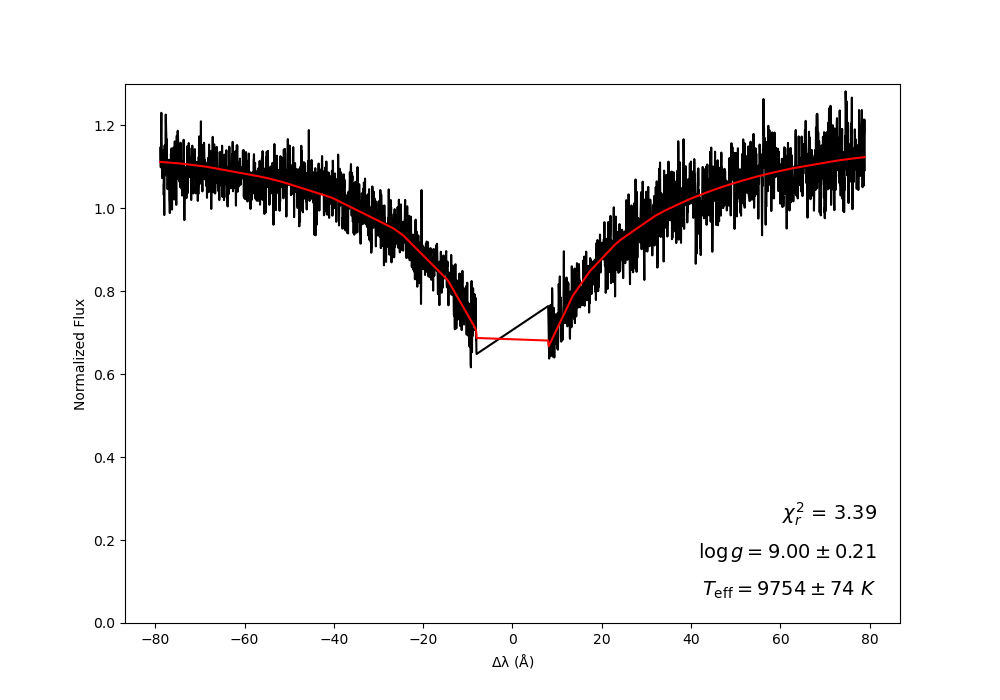 1.2
1.0
0.8
0.6
0.4
0.2
0.0
Normalized Flux
χ²ᵣ = 3.39
log g = 9.00 ± 0.21
T_eff = 9754 ± 74 K
−80 −60 −40 −20 0 20 40 60 80
Δλ (Å)